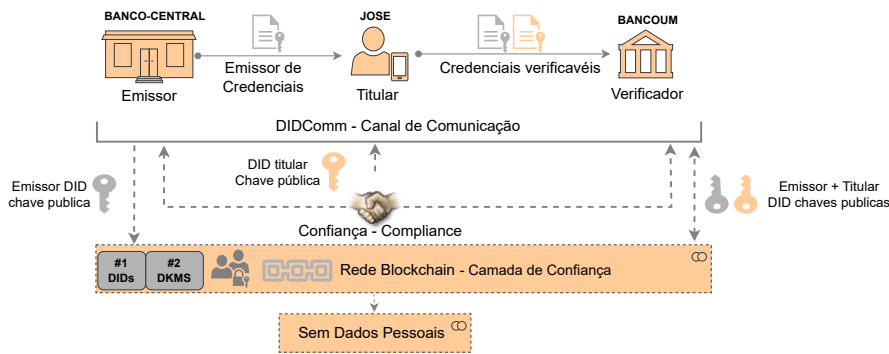 BANCO-CENTRAL
JOSE
BANCOUM
Emissor de
Credenciais
Credenciais verificavéis
Emissor
Titular
Verificador
DIDComm - Canal de Comunicação
DID titular
Chave pública
Emissor DID
chave publica
Emissor + Titular
DID chaves publicas
Confiança - Compliance
#1
DIDs
#2
DKMS
Rede Blockchain - Camada de Confiança
Sem Dados Pessoais